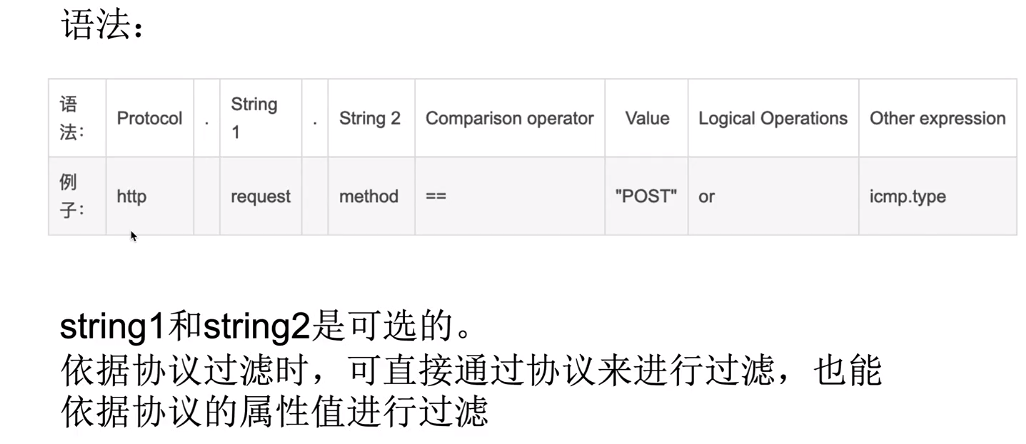 语法：
语法： Protocol . String 1 . String 2 Comparison operator Value Logical Operations Other expression
例子： http request method == "POST" or icmp.type
string1和string2是可选的。
依据协议过滤时，可直接通过协议来进行过滤，也能
依据协议的属性值进行过滤